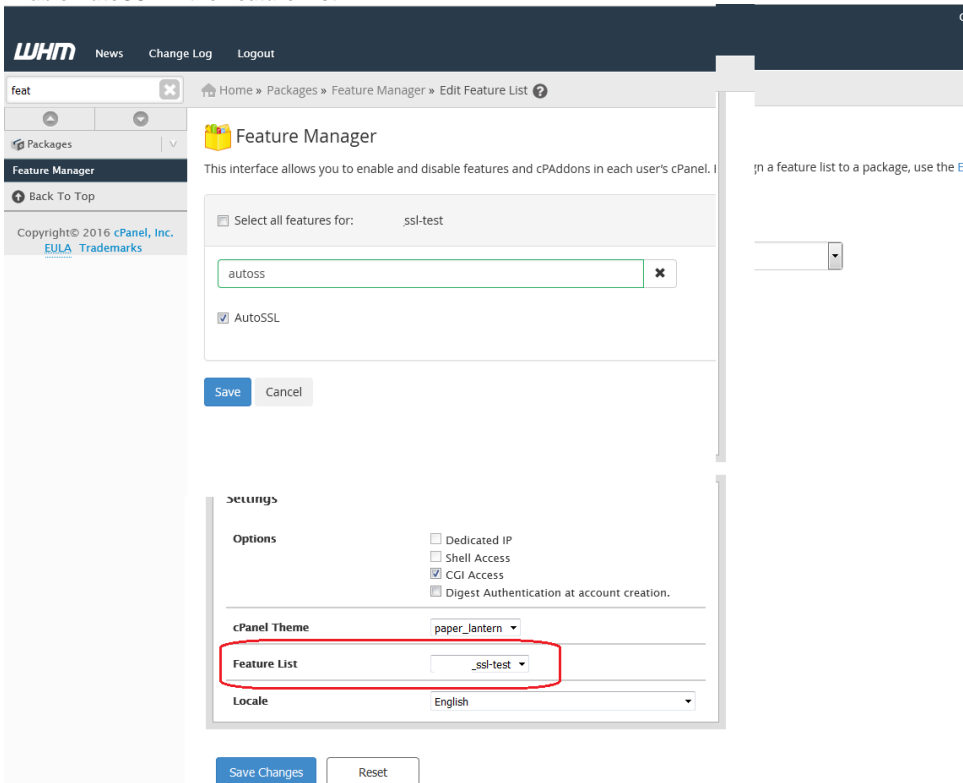 WHM News Change Log Logout
feat
Home » Packages » Feature Manager » Edit Feature List ?
Packages
Feature Manager
Feature Manager
This interface allows you to enable and disable features and cPAddons in each user's cPanel.
gn a feature list to a package, use the E
Back To Top
Select all features for: _ssl-test
Copyright© 2016 cPanel, Inc.
EULA Trademarks
autoss
AutoSSL
Save Cancel
Settings
Options
Dedicated IP
Shell Access
CGI Access
Digest Authentication at account creation.
cPanel Theme paper_lantern
Feature List _ssl-test
Locale English
Save Changes Reset